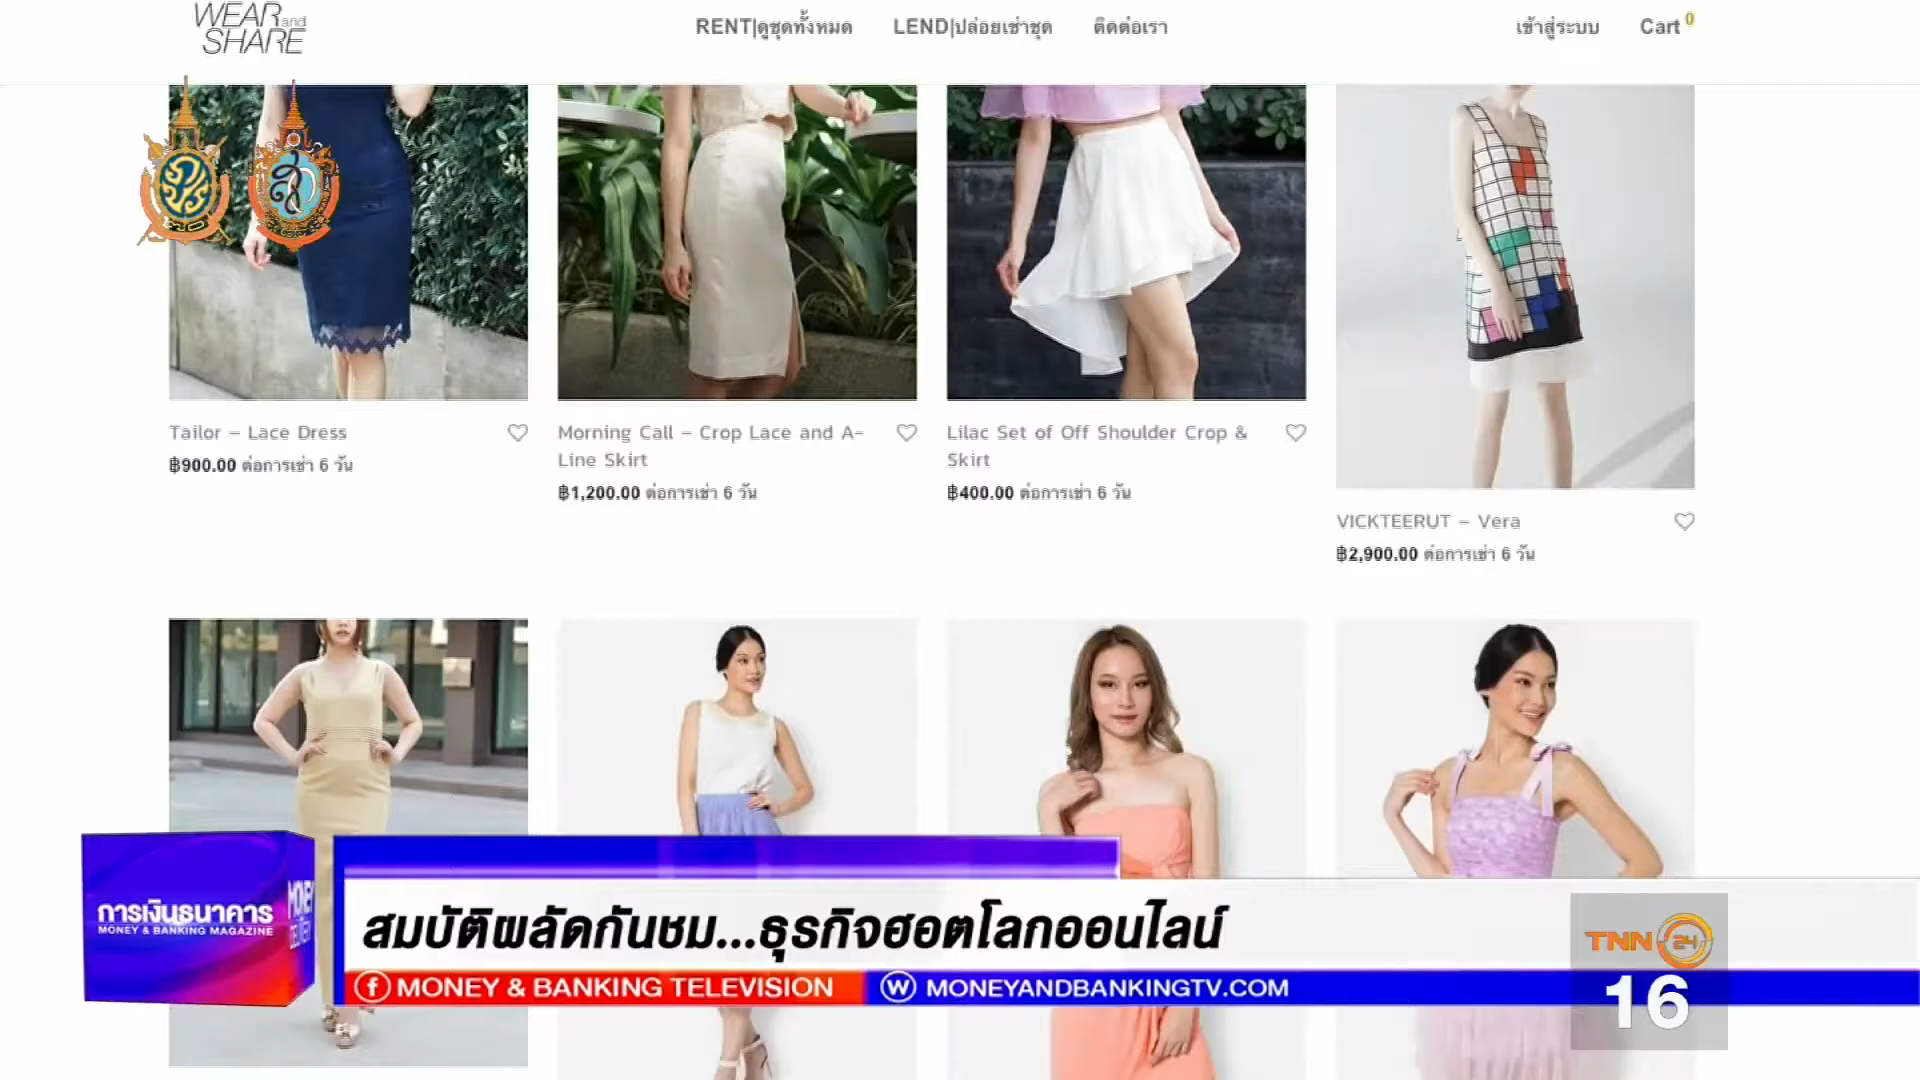 WEAR and
SHARE
RENT|ดูชุดทั้งหมด
LEND|ปล่อยเช่าชุด
ติดต่อเรา
เข้าสู่ระบบ
Cart 0
Tailor – Lace Dress
฿900.00 ต่อการเช่า 6 วัน
Morning Call – Crop Lace and A-
Line Skirt
฿1,200.00 ต่อการเช่า 6 วัน
Lilac Set of Off Shoulder Crop &
Skirt
฿400.00 ต่อการเช่า 6 วัน
VICKTEERUT – Vera
฿2,900.00 ต่อการเช่า 6 วัน
การเงินธนาคาร
MONEY & BANKING MAGAZINE
MONEY
สมบัติผลัดกันชม...ธุรกิจฮอตโลกออนไลน์
f MONEY & BANKING TELEVISION
W MONEYANDBANKINGTV.COM
TNN 24
16